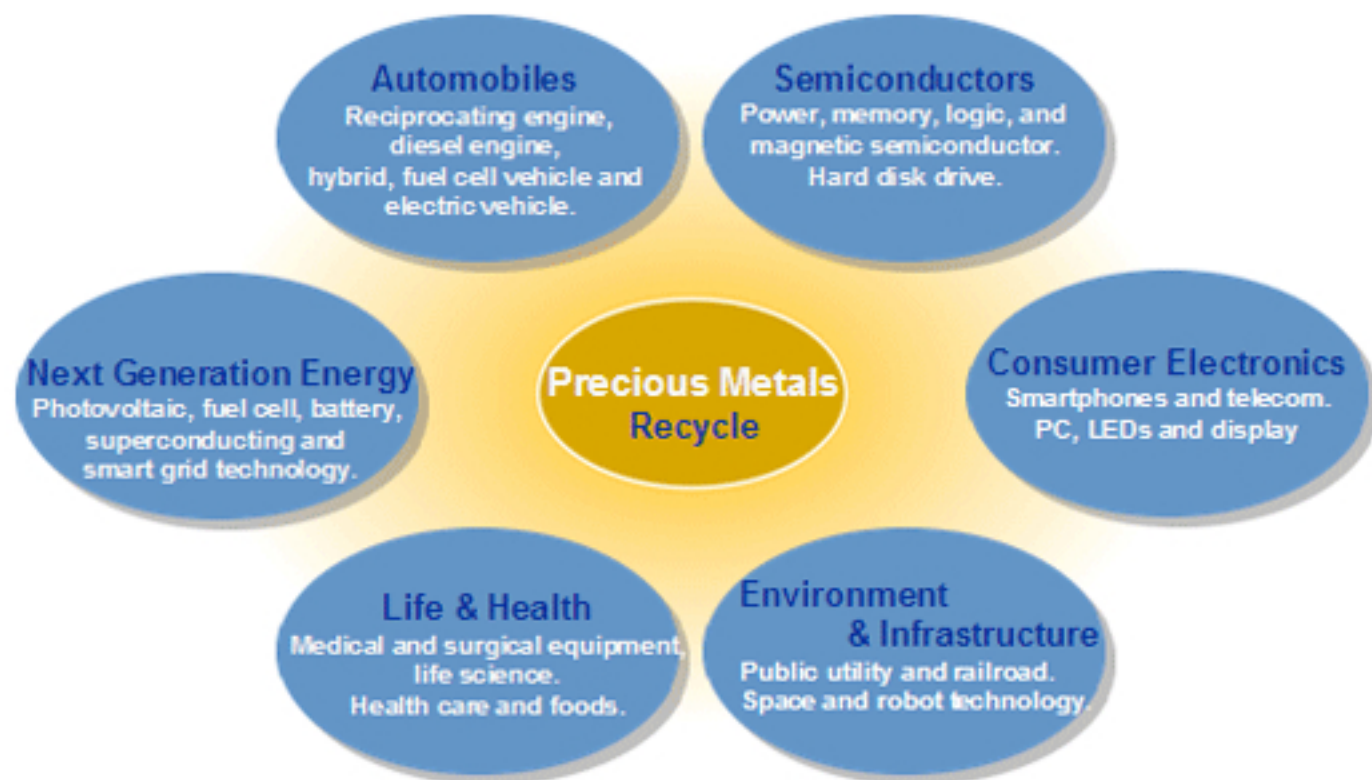 Automobiles
Reciprocating engine,
diesel engine,
hybrid, fuel cell vehicle and
electric vehicle.
Semiconductors
Power, memory, logic, and
magnetic semiconductor.
Hard disk drive.
Next Generation Energy
Photovoltaic, fuel cell, battery,
superconducting and
smart grid technology.
Precious Metals
Recycle
Consumer Electronics
Smartphones and telecom.
PC, LEDs and display
Life & Health
Medical and surgical equipment,
life science.
Health care and foods.
Environment
& Infrastructure
Public utility and railroad.
Space and robot technology.